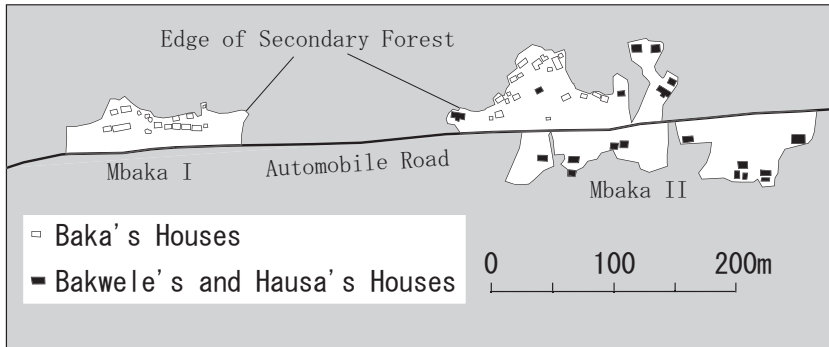 Edge of Secondary Forest
Mbaka I
Automobile Road
Mbaka II
Baka's Houses
Bakwele's and Hausa's Houses
0 100 200m